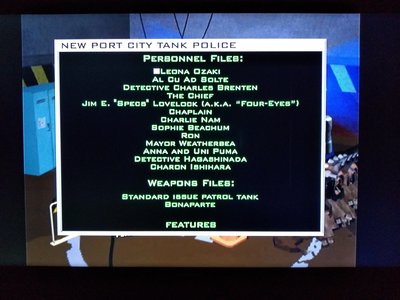 NEW PORT CITY TANK POLICE
PERSONNEL FILES:
LEONA OZAKI
AL CU AD SOLTE
DETECTIVE CHARLES BRENTEN
THE CHIEF
JIM E. "SPECS" LOVELOCK (A.K.A. "FOUR-EYES")
CHAPLAIN
CHARLIE NAM
SOPHIE BEACHUM
RON
MAYOR WEATHERBEA
ANNA AND UNI PUMA
DETECTIVE HABASHINADA
CHARON ISHIHARA
WEAPONS FILES:
STANDARD ISSUE PATROL TANK
BONAPARTE
FEATURES